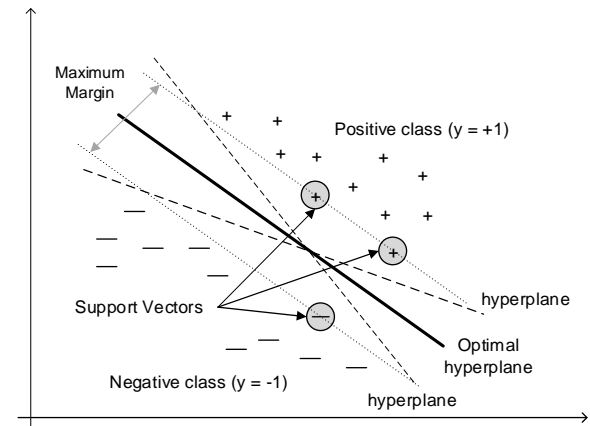 Maximum
Margin
Positive class (y = +1)
Support Vectors
hyperplane
Optimal
hyperplane
Negative class (y = -1)
hyperplane